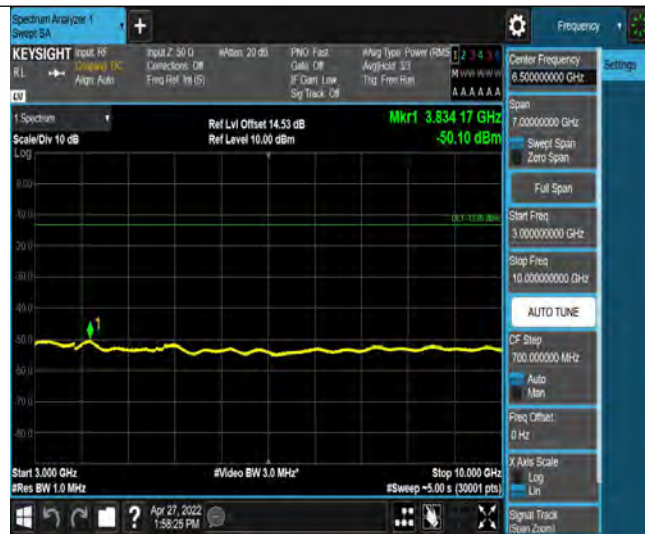 Spectrum Analyzer 1
Swept SA
+
Frequency
KEYSIGHT
Input: RF
Input Z: 50 Ω
#Atten: 20 dB
PNO: Fast
#Avg Type: Power (RMS
1 2 3 4 5 6
RL
Coupling: DC
Corrections: Off
Gate: Off
Avg|Hold: 3/3
M W W W W W
Align: Auto
Freq Ref: Int (S)
IF Gain: Low
Trig: Free Run
Sig Track: Off
A A A A A A
LV
Center Frequency
6.500000000 GHz
Settings
Span
7.00000000 GHz
Swept Span
Zero Span
Full Span
Start Freq
3.000000000 GHz
Stop Freq
10.000000000 GHz
AUTO TUNE
CF Step
700.000000 MHz
Auto
Man
Freq Offset
0 Hz
X Axis Scale
Log
Lin
Signal Track
(Span Zoom)
1 Spectrum
Ref Lvl Offset 14.53 dB
Mkr1 3.834 17 GHz
Scale/Div 10 dB
Ref Level 10.00 dBm
-50.10 dBm
Log
0.00
-10.0
-20.0
-30.0
-40.0
1
-50.0
-60.0
-70.0
-80.0
Start 3.000 GHz
#Video BW 3.0 MHz*
Stop 10.000 GHz
#Res BW 1.0 MHz
#Sweep ~5.00 s (30001 pts)
?
Apr 27, 2022
1:58:25 PM